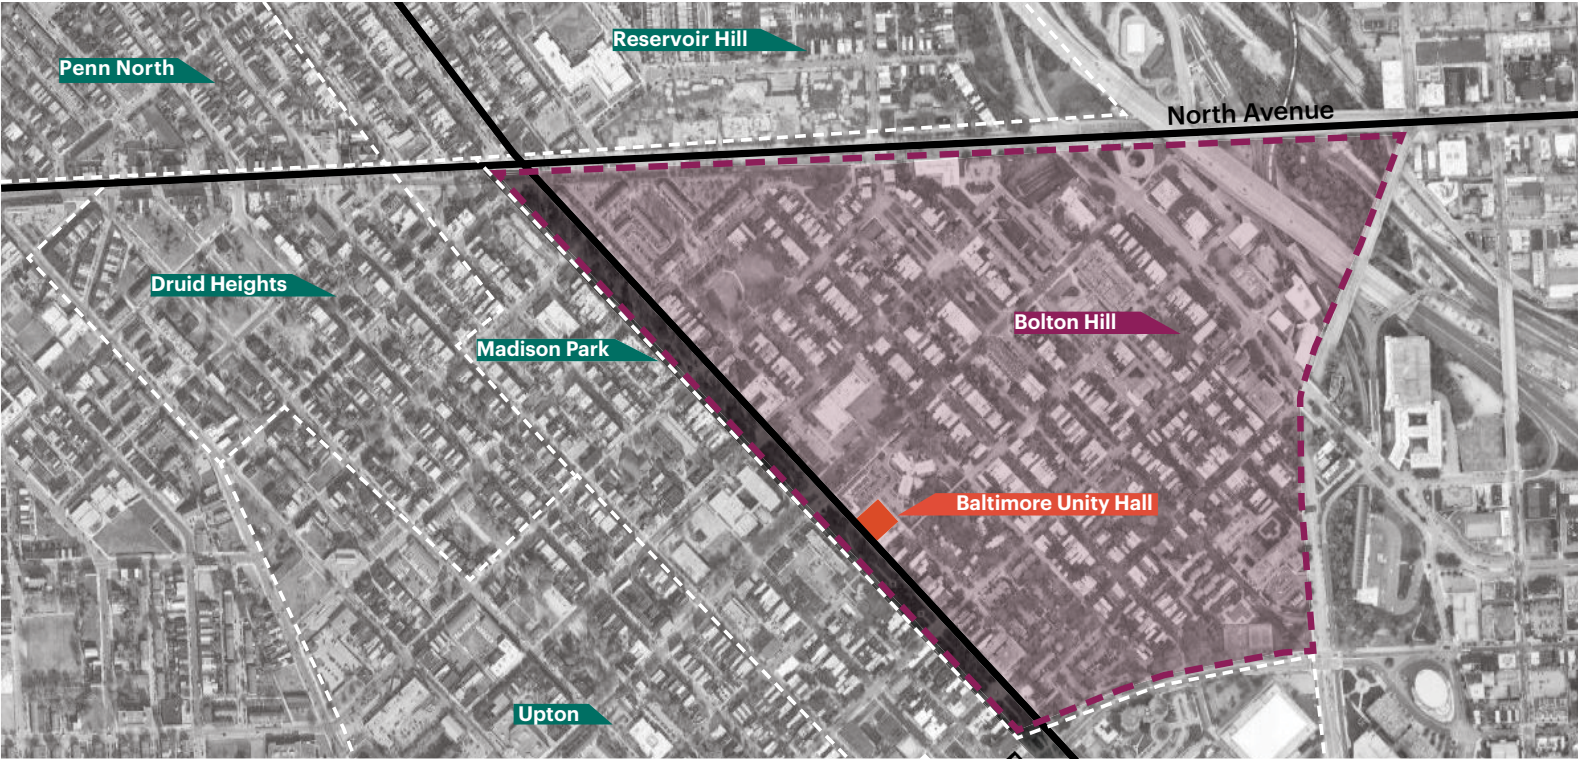 Reservoir Hill
Penn North
North Avenue
Druid Heights
Bolton Hill
Madison Park
Baltimore Unity Hall
Upton